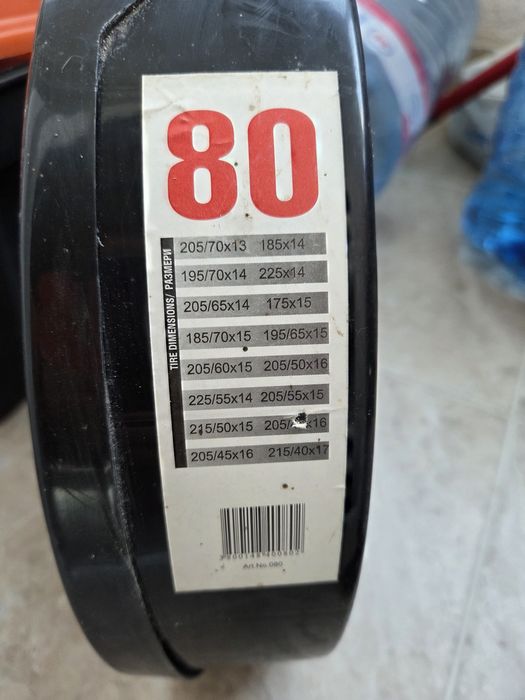 80
TIRE DIMENSIONS/ РАЗМЕРИ
205/70x13 185x14
195/70x14 225x14
205/65x14 175x15
185/70x15 195/65x15
205/60x15 205/50x16
225/55x14 205/55x15
215/50x15
205/45x16 215/40x17
Art.No.080